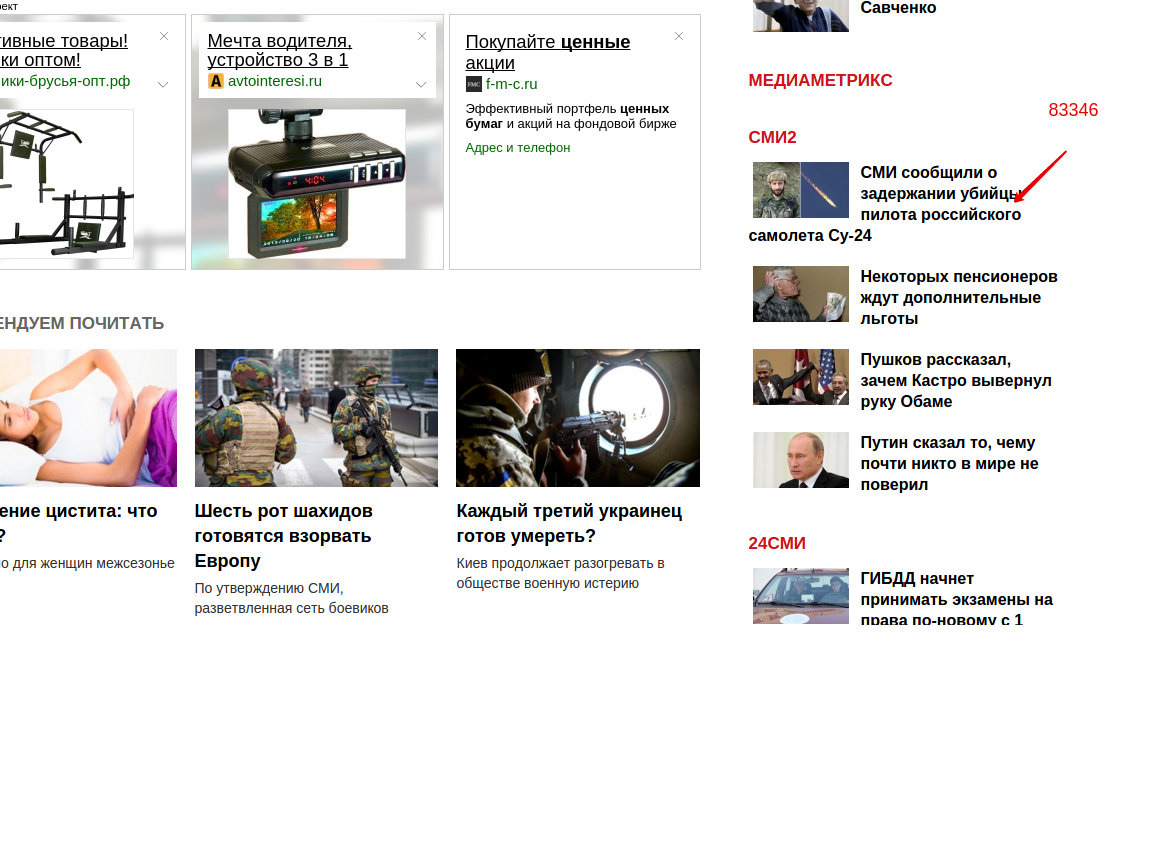 рект
тивные товары!
ки оптом!
ики-брусья-опт.рф
Мечта водителя,
устройство 3 в 1
avtointeresi.ru
4:04
Покупайте ценные
акции
FMC f-m-c.ru
Эффективный портфель ценных
бумаг и акций на фондовой бирже
Адрес и телефон
ЕНДУЕМ ПОЧИТАТЬ
ение цистита: что
?
о для женщин межсезонье
Шесть рот шахидов
готовятся взорвать
Европу
По утверждению СМИ,
разветвленная сеть боевиков
Каждый третий украинец
готов умереть?
Киев продолжает разогревать в
обществе военную истерию
Савченко
МЕДИАМЕТРИКС
83346
СМИ2
СМИ сообщили о
задержании убийцы
пилота российского
самолета Су-24
Некоторых пенсионеров
ждут дополнительные
льготы
Пушков рассказал,
зачем Кастро вывернул
руку Обаме
Путин сказал то, чему
почти никто в мире не
поверил
24СМИ
ГИБДД начнет
принимать экзамены на
права по-новому с 1